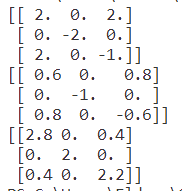 [[ 2.  0.  2.]
 [ 0. -2.  0.]
 [ 2.  0. -1.]]
[[ 0.6  0.   0.8]
 [ 0.  -1.   0. ]
 [ 0.8  0.  -0.6]]
[[2.8 0.  0.4]
 [0.  2.  0. ]
 [0.4 0.  2.2]]